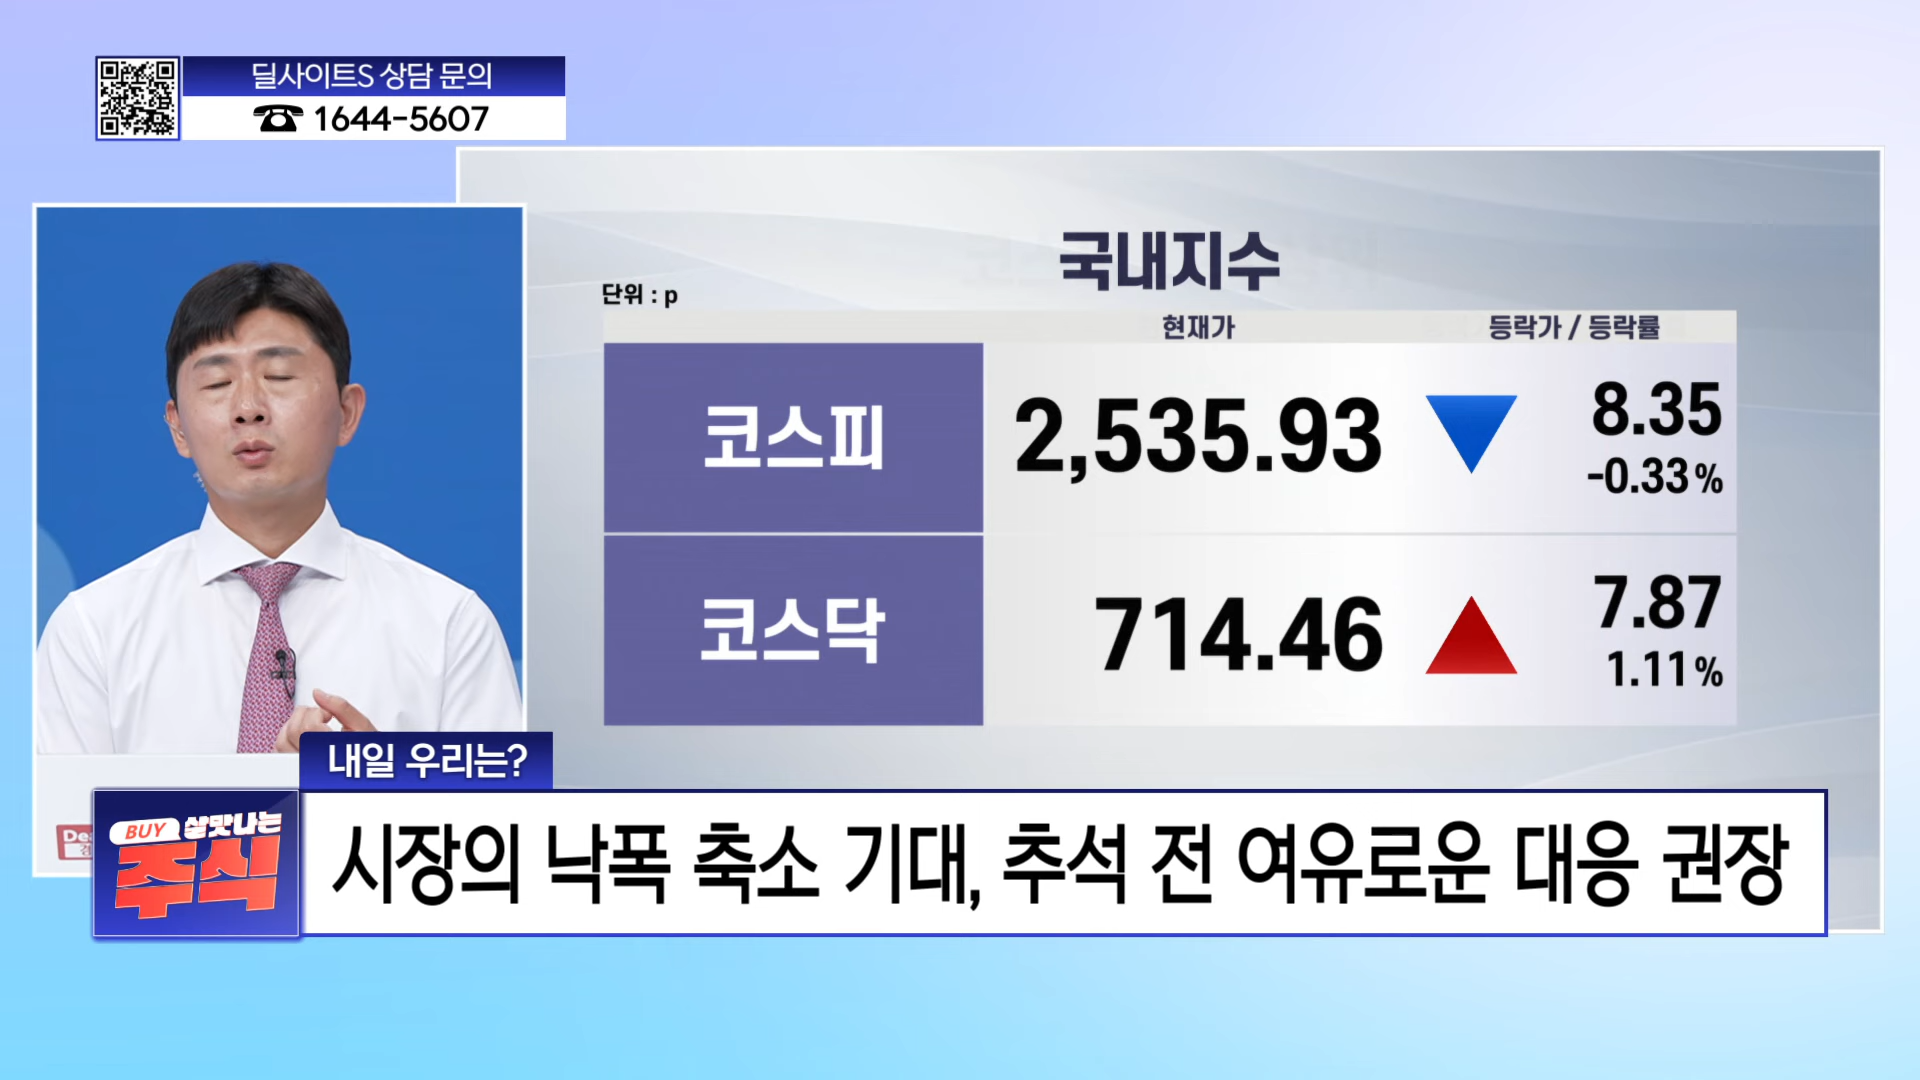 딜사이트S 상담 문의
☎ 1644-5607
국내지수
단위 : p
현재가 등락가 / 등락률
코스피 2,535.93 ▼ 8.35
-0.33%
코스닥 714.46 ▲ 7.87
1.11%
내일 우리는?
BUY 살맛나는
주식
시장의 낙폭 축소 기대, 추석 전 여유로운 대응 권장